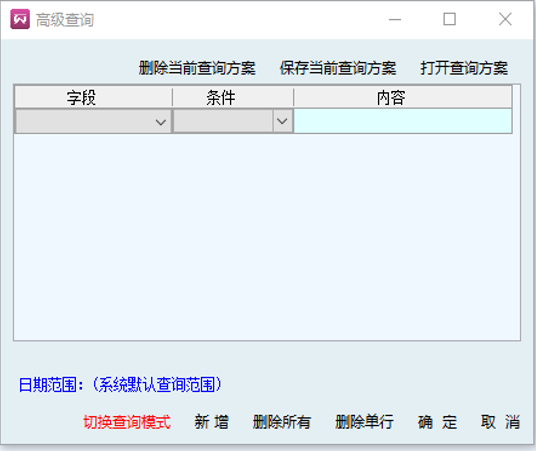 高级查询
删除当前查询方案 保存当前查询方案 打开查询方案
字段 条件 内容
日期范围：(系统默认查询范围)
切换查询模式 新 增 删除所有 删除单行 确 定 取 消